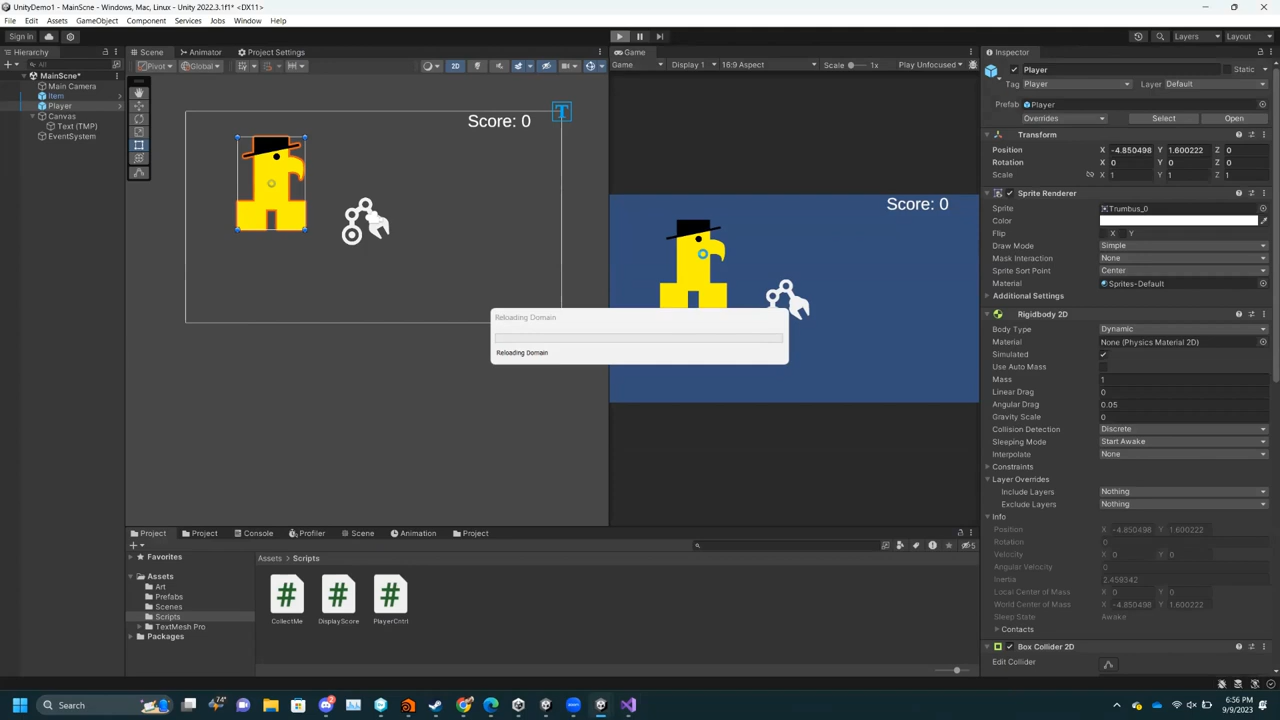 UnityDemo1 - MainScne - Windows, Mac, Linux - Unity 2022.3.1f1* <DX11>
File Edit Assets GameObject Component Services Jobs Window Help
Sign in Layers Layout
Hierarchy Scene Animator Project Settings Game Inspector
All Pivot Global 2D Game Display 1 16:9 Aspect Scale 1x Play Unfocused
MainScne*
Main Camera
Item
Player
Canvas
Text (TMP)
EventSystem
T
Score: 0
Score: 0
Reloading Domain
Reloading Domain
Player Static
Tag Player Layer Default
Prefab Player
Overrides Select Open
Transform
Position X -4.850498 Y 1.600222 Z 0
Rotation X 0 Y 0 Z 0
Scale X 1 Y 1 Z 1
Sprite Renderer
Sprite Trumbus_0
Color
Flip X Y
Draw Mode Simple
Mask Interaction None
Sprite Sort Point Center
Material Sprites-Default
Additional Settings
Rigidbody 2D
Body Type Dynamic
Material None (Physics Material 2D)
Simulated
Use Auto Mass
Mass 1
Linear Drag 0
Angular Drag 0.05
Gravity Scale 0
Collision Detection Discrete
Sleeping Mode Start Awake
Interpolate None
Constraints
Layer Overrides
Include Layers Nothing
Exclude Layers Nothing
Info
Position X -4.850498 Y 1.600222
Rotation 0
Velocity X 0 Y 0
Angular Velocity 0
Inertia 2.459342
Local Center of Mass X 0 Y 0
World Center of Mass X -4.850498 Y 1.600222
Sleep State Awake
Contacts
Box Collider 2D
Edit Collider
Project Project Console Profiler Scene Animation Project
5
Favorites
Assets
Art
Prefabs
Scenes
Scripts
TextMesh Pro
Packages
Assets > Scripts
CollectMe DisplayScore PlayerCntrl
Search
74°
6:56 PM
9/9/2023